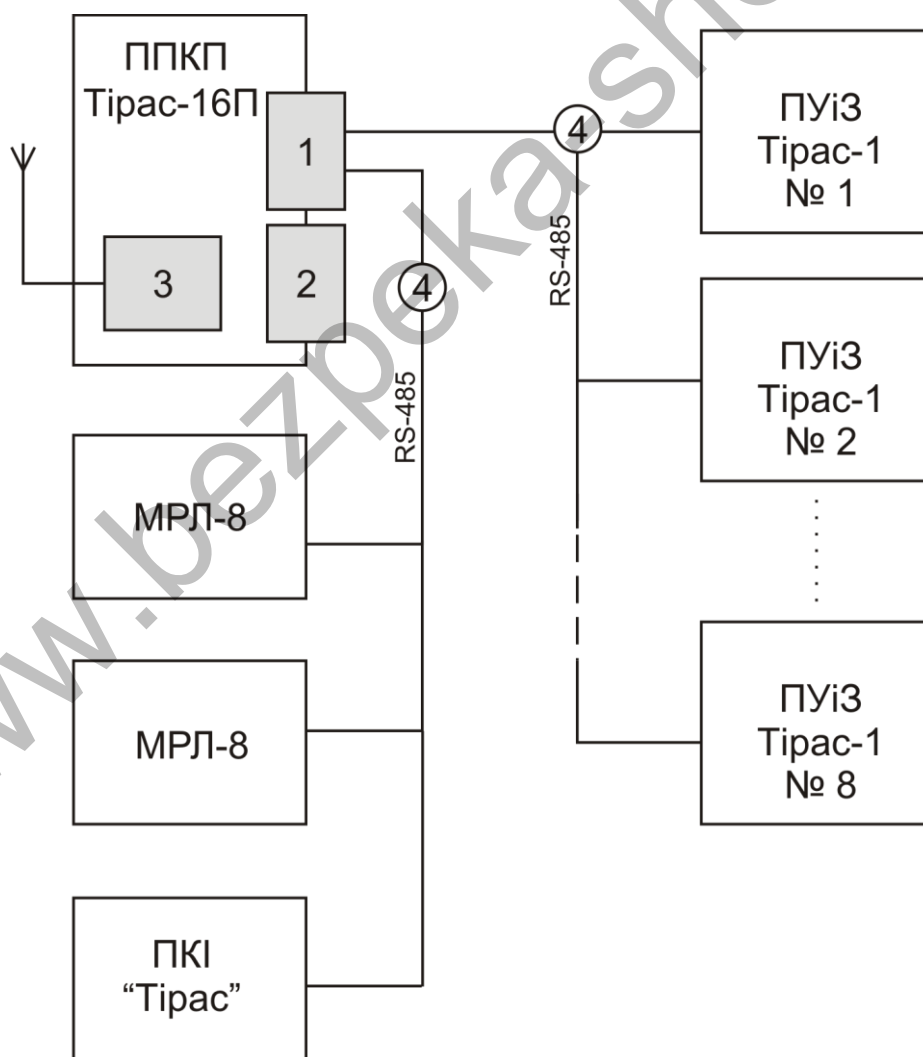 ППКП
Тірас-16П
1
2
3
4
RS-485
4
RS-485
ПУіЗ
Тірас-1
№ 1
ПУіЗ
Тірас-1
№ 2
ПУіЗ
Тірас-1
№ 8
МРЛ-8
МРЛ-8
ПКІ
“Тірас”
www.bezpeka-sho